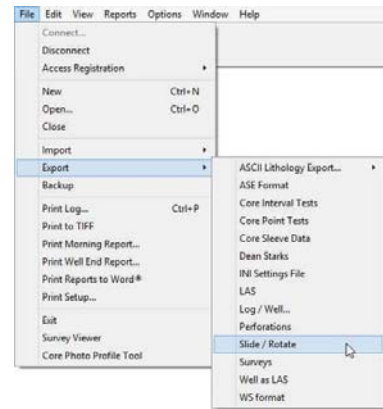 File Edit View Reports Options Window Help
Connect...
Disconnect
Access Registration
New Ctrl+N
Open... Ctrl+O
Close
Import
Export
Backup
Print Log... Ctrl+P
Print to TIFF
Print Morning Report...
Print Well End Report...
Print Reports to Word®
Print Setup...
Exit
Survey Viewer
Core Photo Profile Tool
ASCII Lithology Export...
ASE Format
Core Interval Tests
Core Point Tests
Core Sleeve Data
Dean Starks
INI Settings File
LAS
Log / Well...
Perforations
Slide / Rotate
Surveys
Well as LAS
WS format